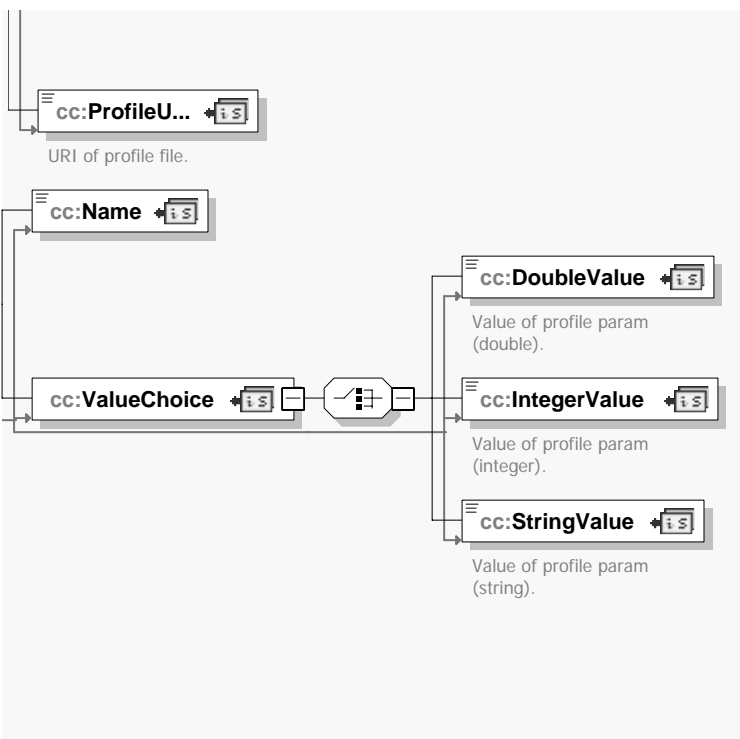 cc:ProfileU...
URI of profile file.
cc:Name
cc:DoubleValue
Value of profile param
(double).
cc:ValueChoice
cc:IntegerValue
Value of profile param
(integer).
cc:StringValue
Value of profile param
(string).